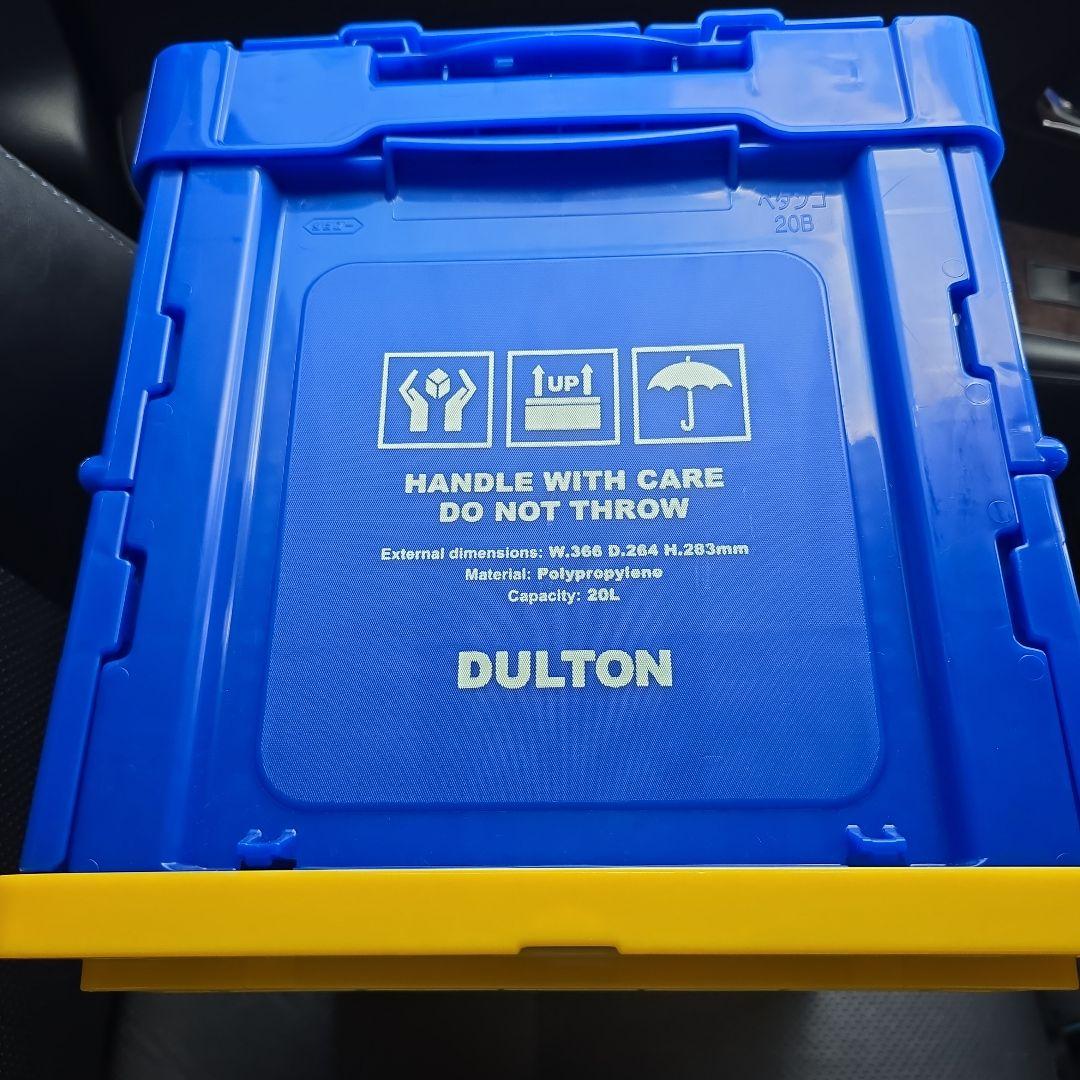 ペタンコ
20B
UP
HANDLE WITH CARE
DO NOT THROW
External dimensions: W.366 D.264 H.283mm
Material: Polypropylene
Capacity: 20L
DULTON